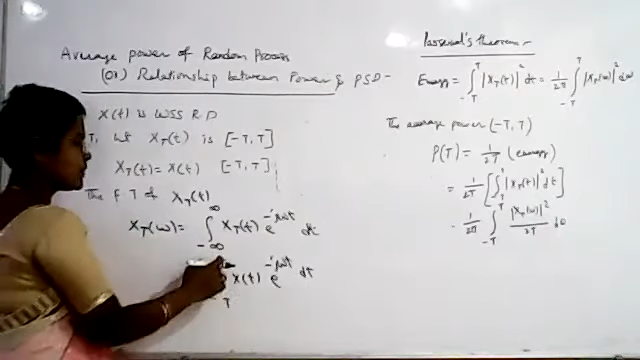 Average power of Random Process
(Or) Relationship between Power & PSD -
X(t) is WSS R.D
T, let X_T(t) is [-T, T]
X_T(t) = X(t) [-T, T]
The F T of X_T(t)
X_T(ω) = ∫_{-∞}^{∞} X_T(t) e^{-jωt} dt
X(t) e^{-jωt} dt
T
Parseval's theorem -
Energy = ∫_{-T}^{T} |X_T(t)|² dt = 1/2π ∫_{-T}^{T} |X_T(ω)|² dω
The average power (-T, T)
P(T) = 1/2T (energy)
= 1/2T [∫_{-T}^{T} |X_T(t)|² dt]
= 1/2π ∫_{-T}^{T} |X_T(ω)|²/2T dω